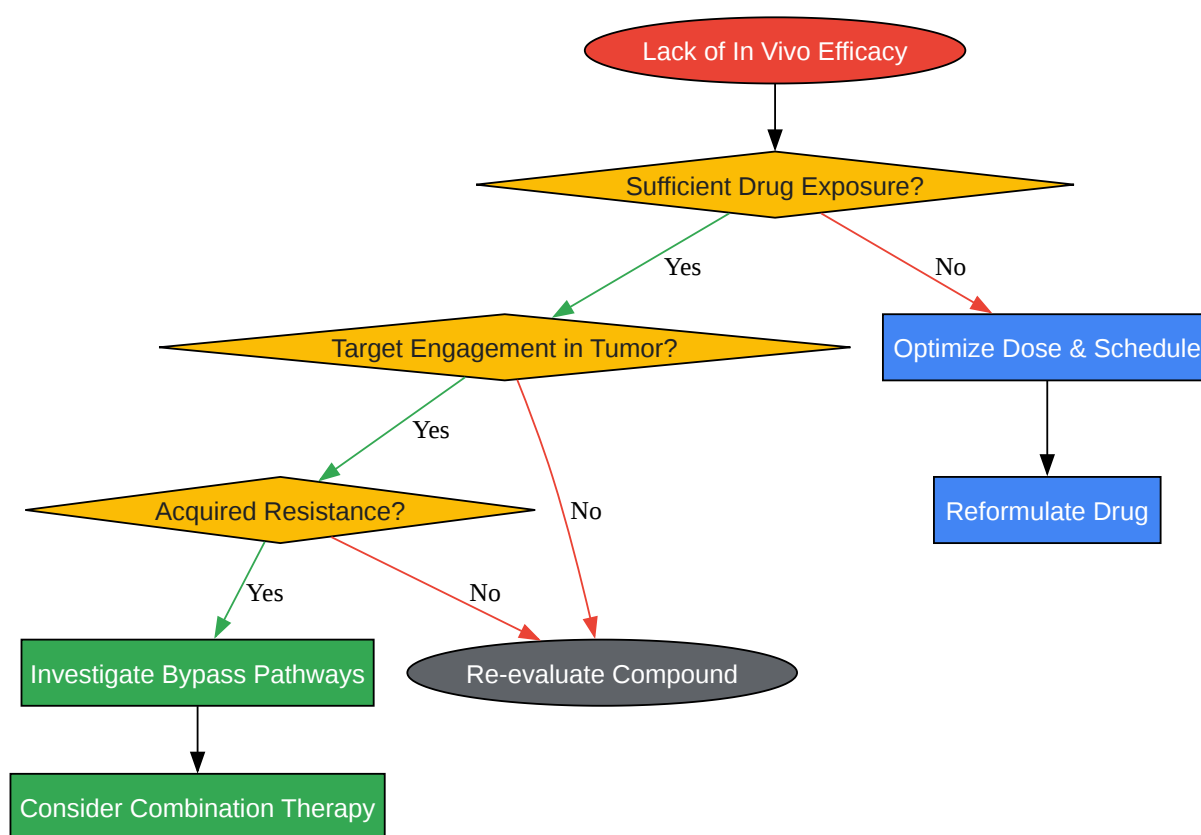 Lack of In Vivo Efficacy
Sufficient Drug Exposure?
Yes
No
Target Engagement in Tumor?
Optimize Dose & Schedule
Yes
Acquired Resistance?
No
Reformulate Drug
Yes
No
Investigate Bypass Pathways
Re-evaluate Compound
Consider Combination Therapy